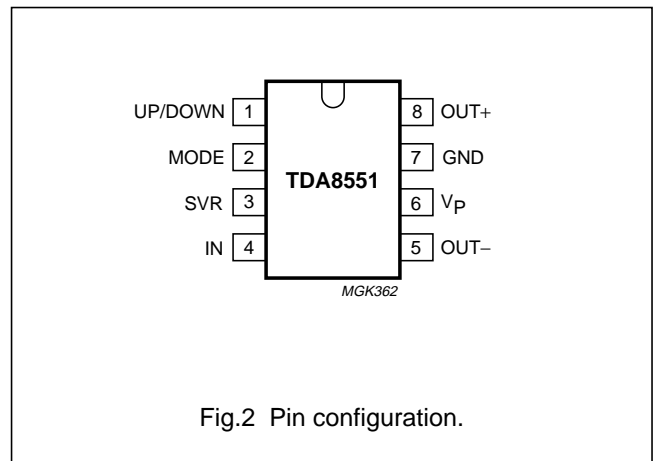 UP/DOWN 1 8 OUT+
MODE 2 7 GND
TDA8551
SVR 3 6 VP
IN 4 5 OUT−
MGK362
Fig.2 Pin configuration.